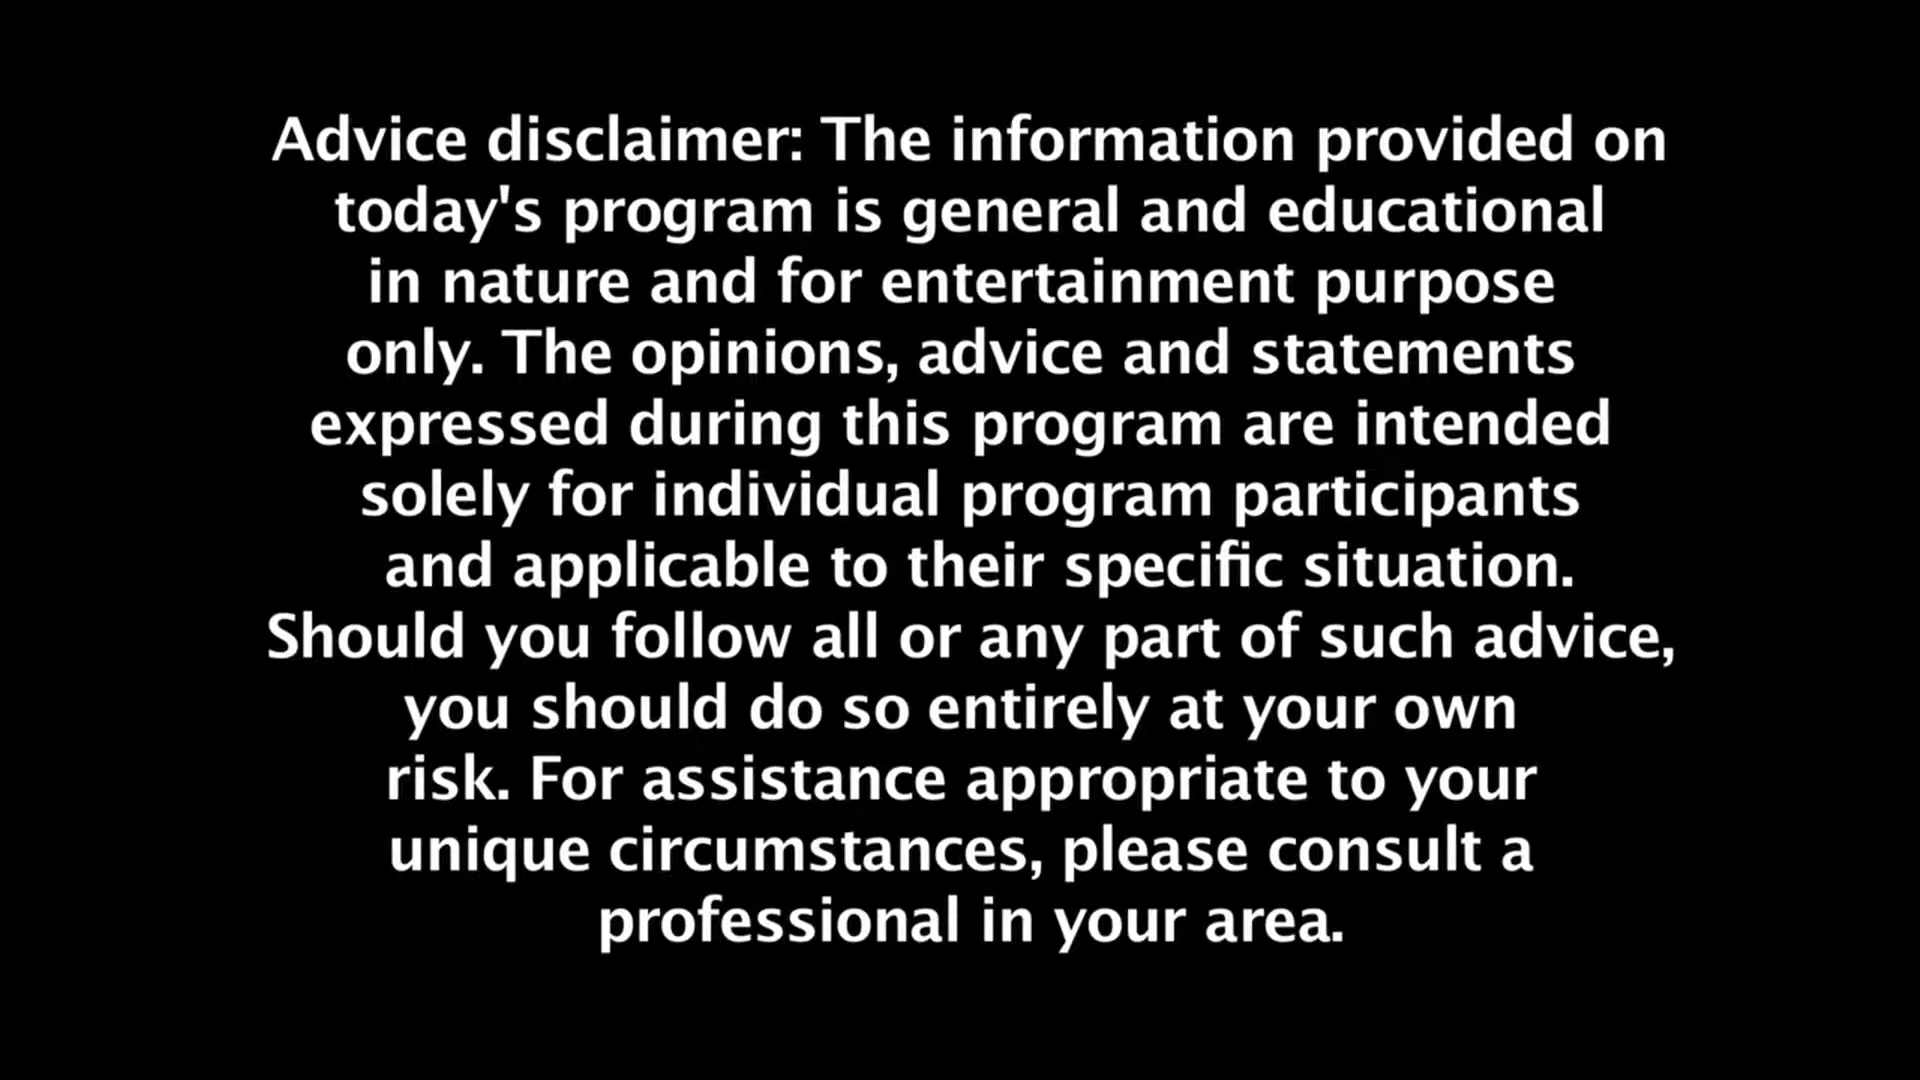 Advice disclaimer: The information provided on
today's program is general and educational
in nature and for entertainment purpose
only. The opinions, advice and statements
expressed during this program are intended
solely for individual program participants
and applicable to their specific situation.
Should you follow all or any part of such advice,
you should do so entirely at your own
risk. For assistance appropriate to your
unique circumstances, please consult a
professional in your area.